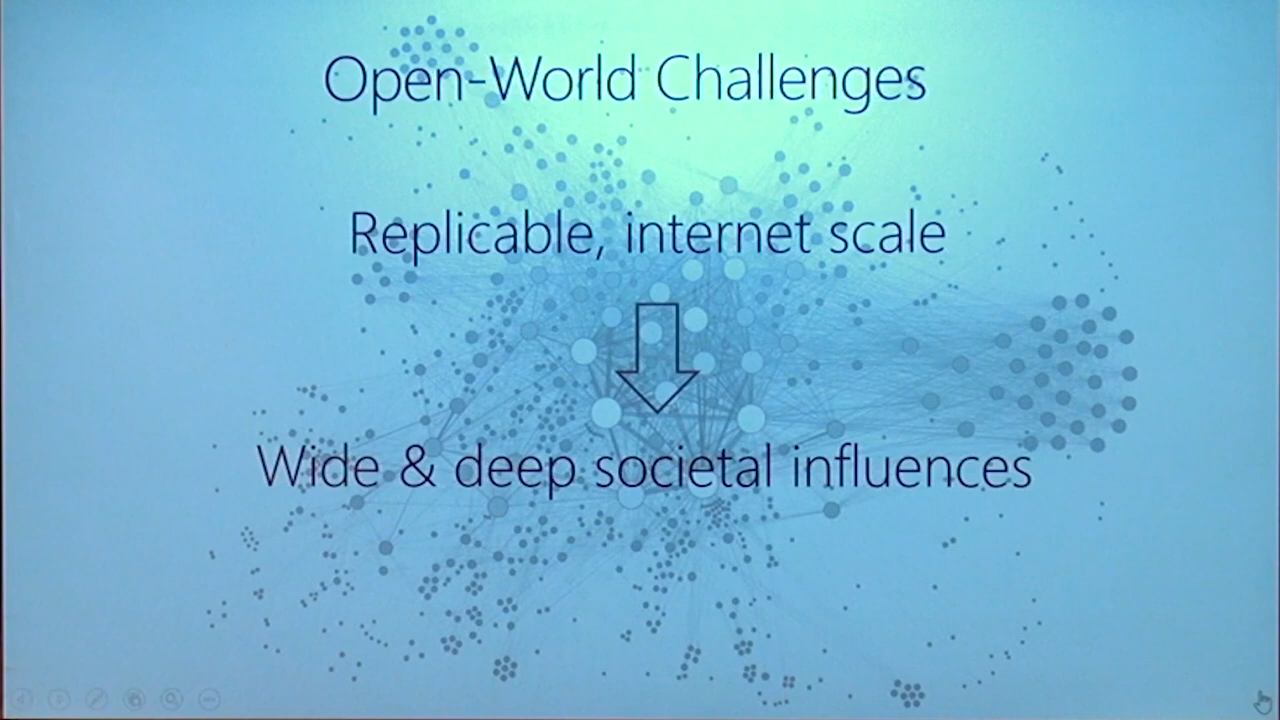 Open-World Challenges
Replicable, internet scale
Wide & deep societal influences